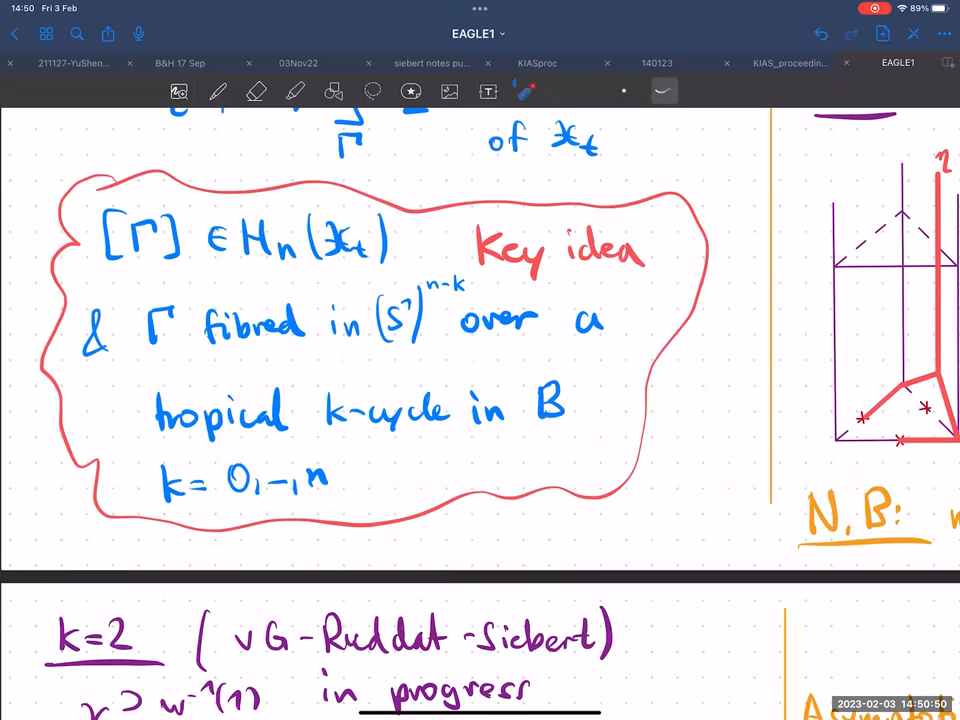 14:50 Fri 3 Feb
89%
EAGLE1
211127-YuShen...
B&H 17 Sep
03Nov22
siebert notes pu...
KIASproc
140123
KIAS_proceedin...
EAGLE1
Γ
of 𝔛_t
[Γ] ∈ H_n(𝔛_t) Key idea
& Γ fibred in (S¹)^{n-k} over a
tropical k-cycle in B
k = 0,-,n
η
N.B:
k=2 (vG-Ruddat-Siebert)
w⁻¹(1) in progress
2023-02-03 14:50:50